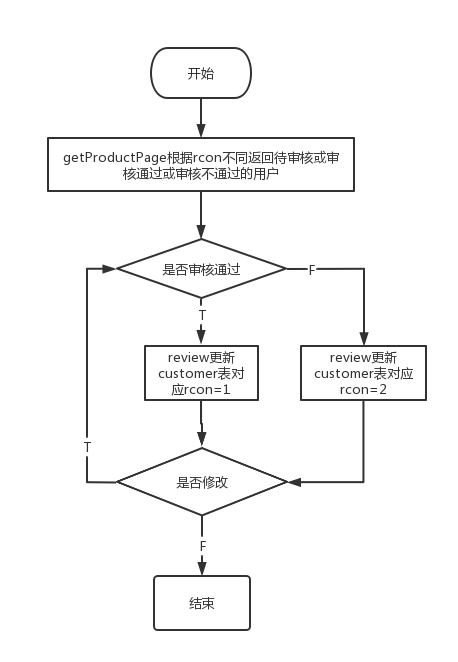 开始
getProductPage根据rcon不同返回待审核或审
核通过或审核不通过的用户
是否审核通过
F
T
review更新
customer表对
应rcon=1
review更新
customer表对应
rcon=2
T
是否修改
F
结束